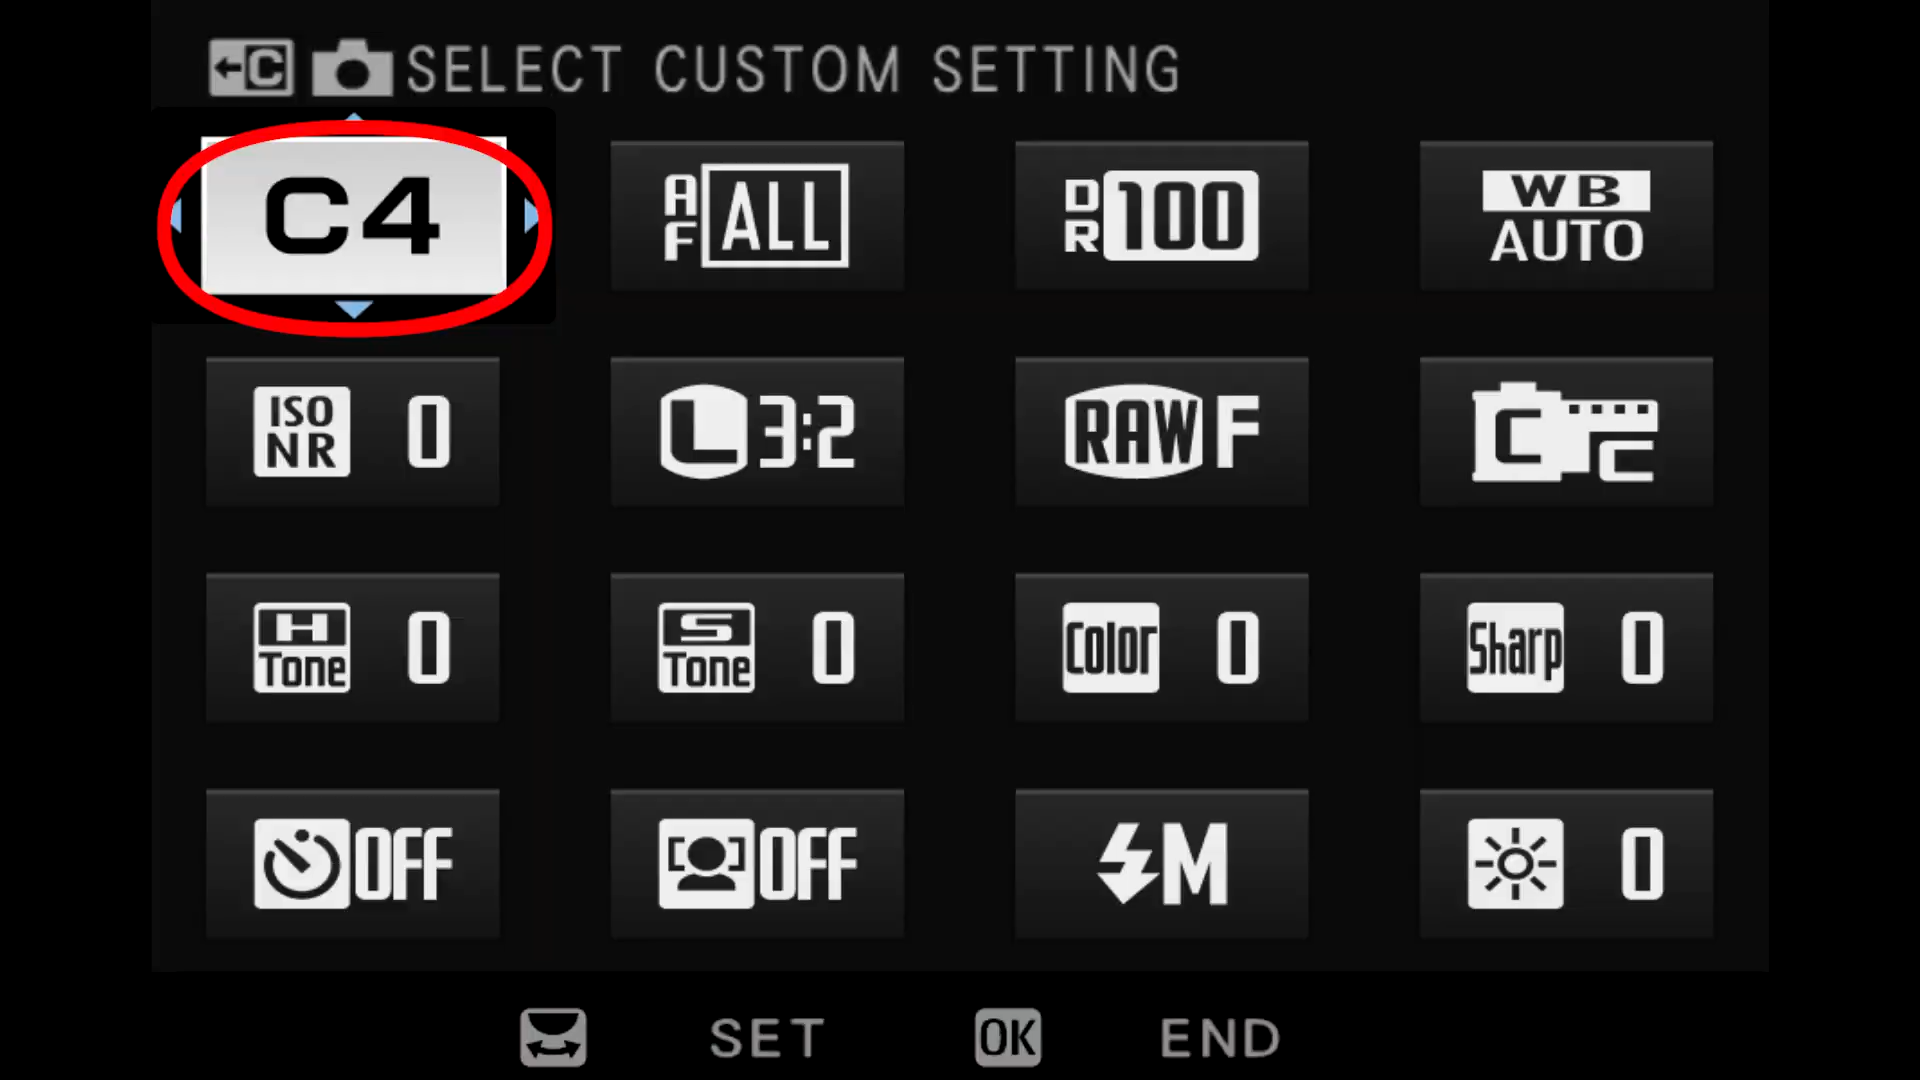 C SELECT CUSTOM SETTING
C4 AF ALL DR 100 WB AUTO
ISO NR 0 L 3:2 RAW F C C
H Tone 0 S Tone 0 Color 0 Sharp 0
OFF OFF M 0
SET OK END